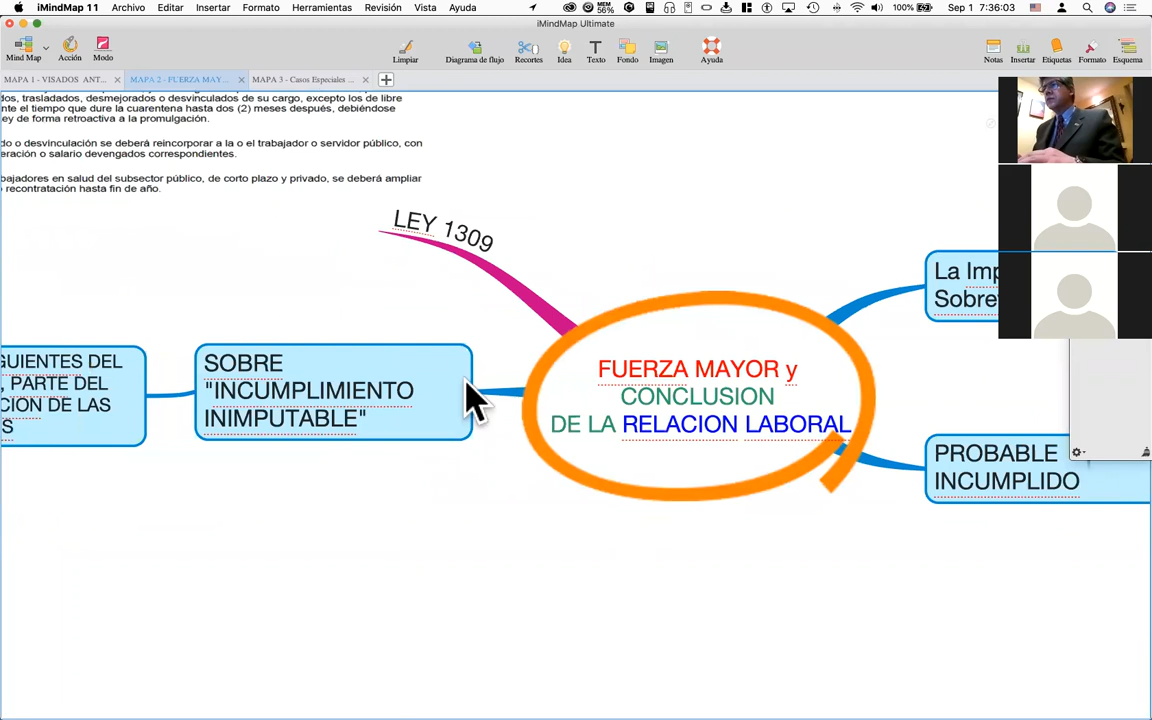 iMindMap 11 Archivo Editar Insertar Formato Herramientas Revisión Vista Ayuda MEM 56% 100% Sep 1 7:36:03
iMindMap Ultimate
Mind Map Acción Modo Limpiar Diagrama de flujo Recortes Idea Texto Fondo Imagen Ayuda Notas Insertar Etiquetas Formato Esquema
MAPA 1 - VISADOS ANT... MAPA 2 - FUERZA MAY... MAPA 3 - Casos Especiales ...
dos, trasladados, desmejorados o desvinculados de su cargo, excepto los de libre
nte el tiempo que dure la cuarentena hasta dos (2) meses después, debiéndose
ey de forma retroactiva a la promulgación.
do o desvinculación se deberá reincorporar a la o el trabajador o servidor público, con
eración o salario devengados correspondientes.
bajadores en salud del subsector público, de corto plazo y privado, se deberá ampliar
recontratación hasta fin de año.
LEY 1309
La Imp
Sobre
GUIENTES DEL
, PARTE DEL
CION DE LAS
S
SOBRE
"INCUMPLIMIENTO
INIMPUTABLE"
FUERZA MAYOR y
CONCLUSION
DE LA RELACION LABORAL
PROBABLE
INCUMPLIDO